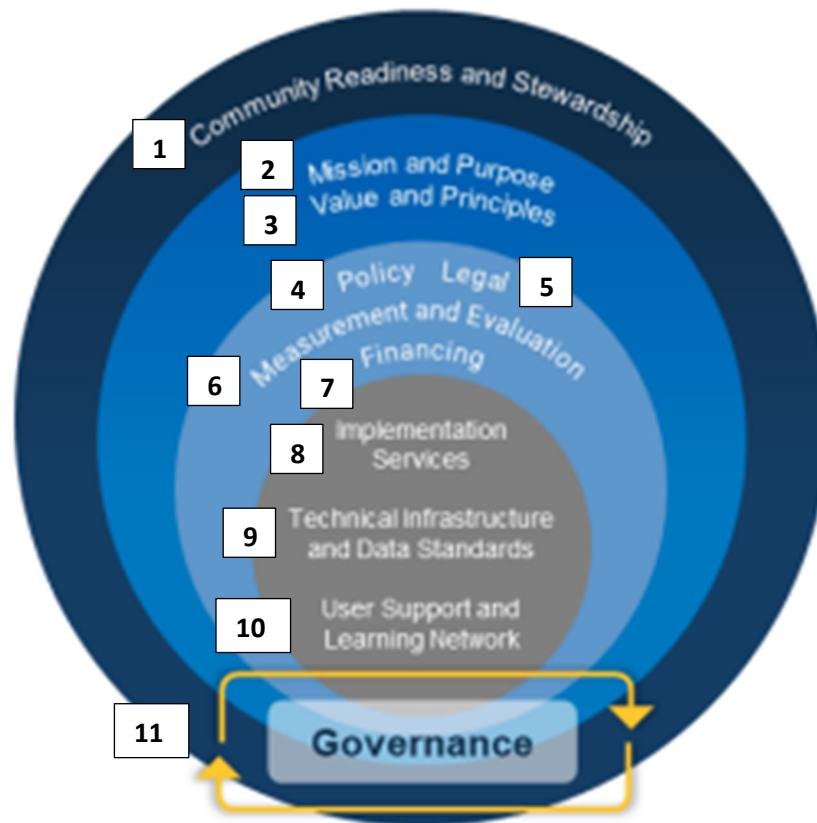 Community Readiness and Stewardship
1
2
Mission and Purpose
3
Value and Principles
4
Policy Legal
5
Measurement and Evaluation
6
Financing
7
8
Implementation
Services
9
Technical Infrastructure
and Data Standards
10
User Support and
Learning Network
11
Governance